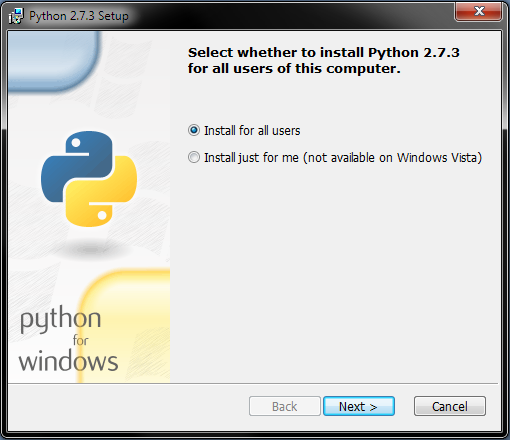 Python 2.7.3 Setup
Select whether to install Python 2.7.3
for all users of this computer.
Install for all users
Install just for me (not available on Windows Vista)
python
for
windows
Back
Next >
Cancel